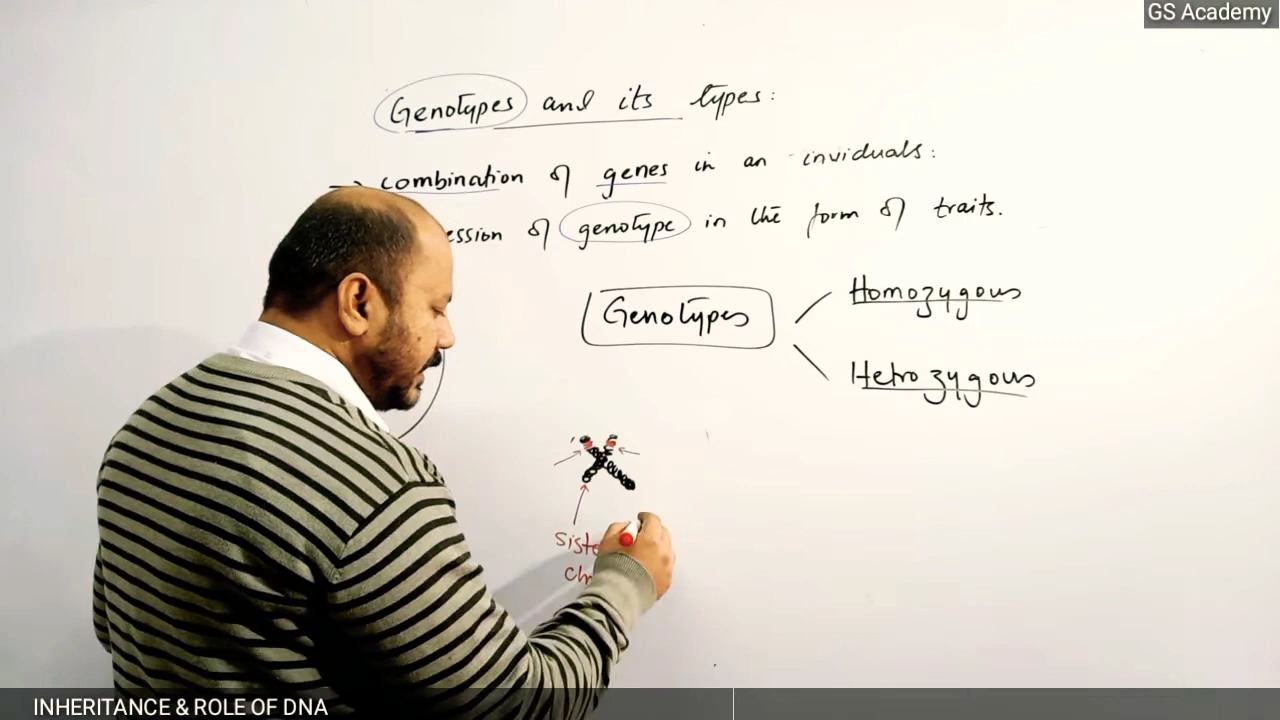 GS Academy
Genotypes and its types:
→ combination of genes in an inviduals:
ession of genotype in the form of traits.
Genotypes
Homozygous
Hetrozygous
Siste
Ch
INHERITANCE & ROLE OF DNA